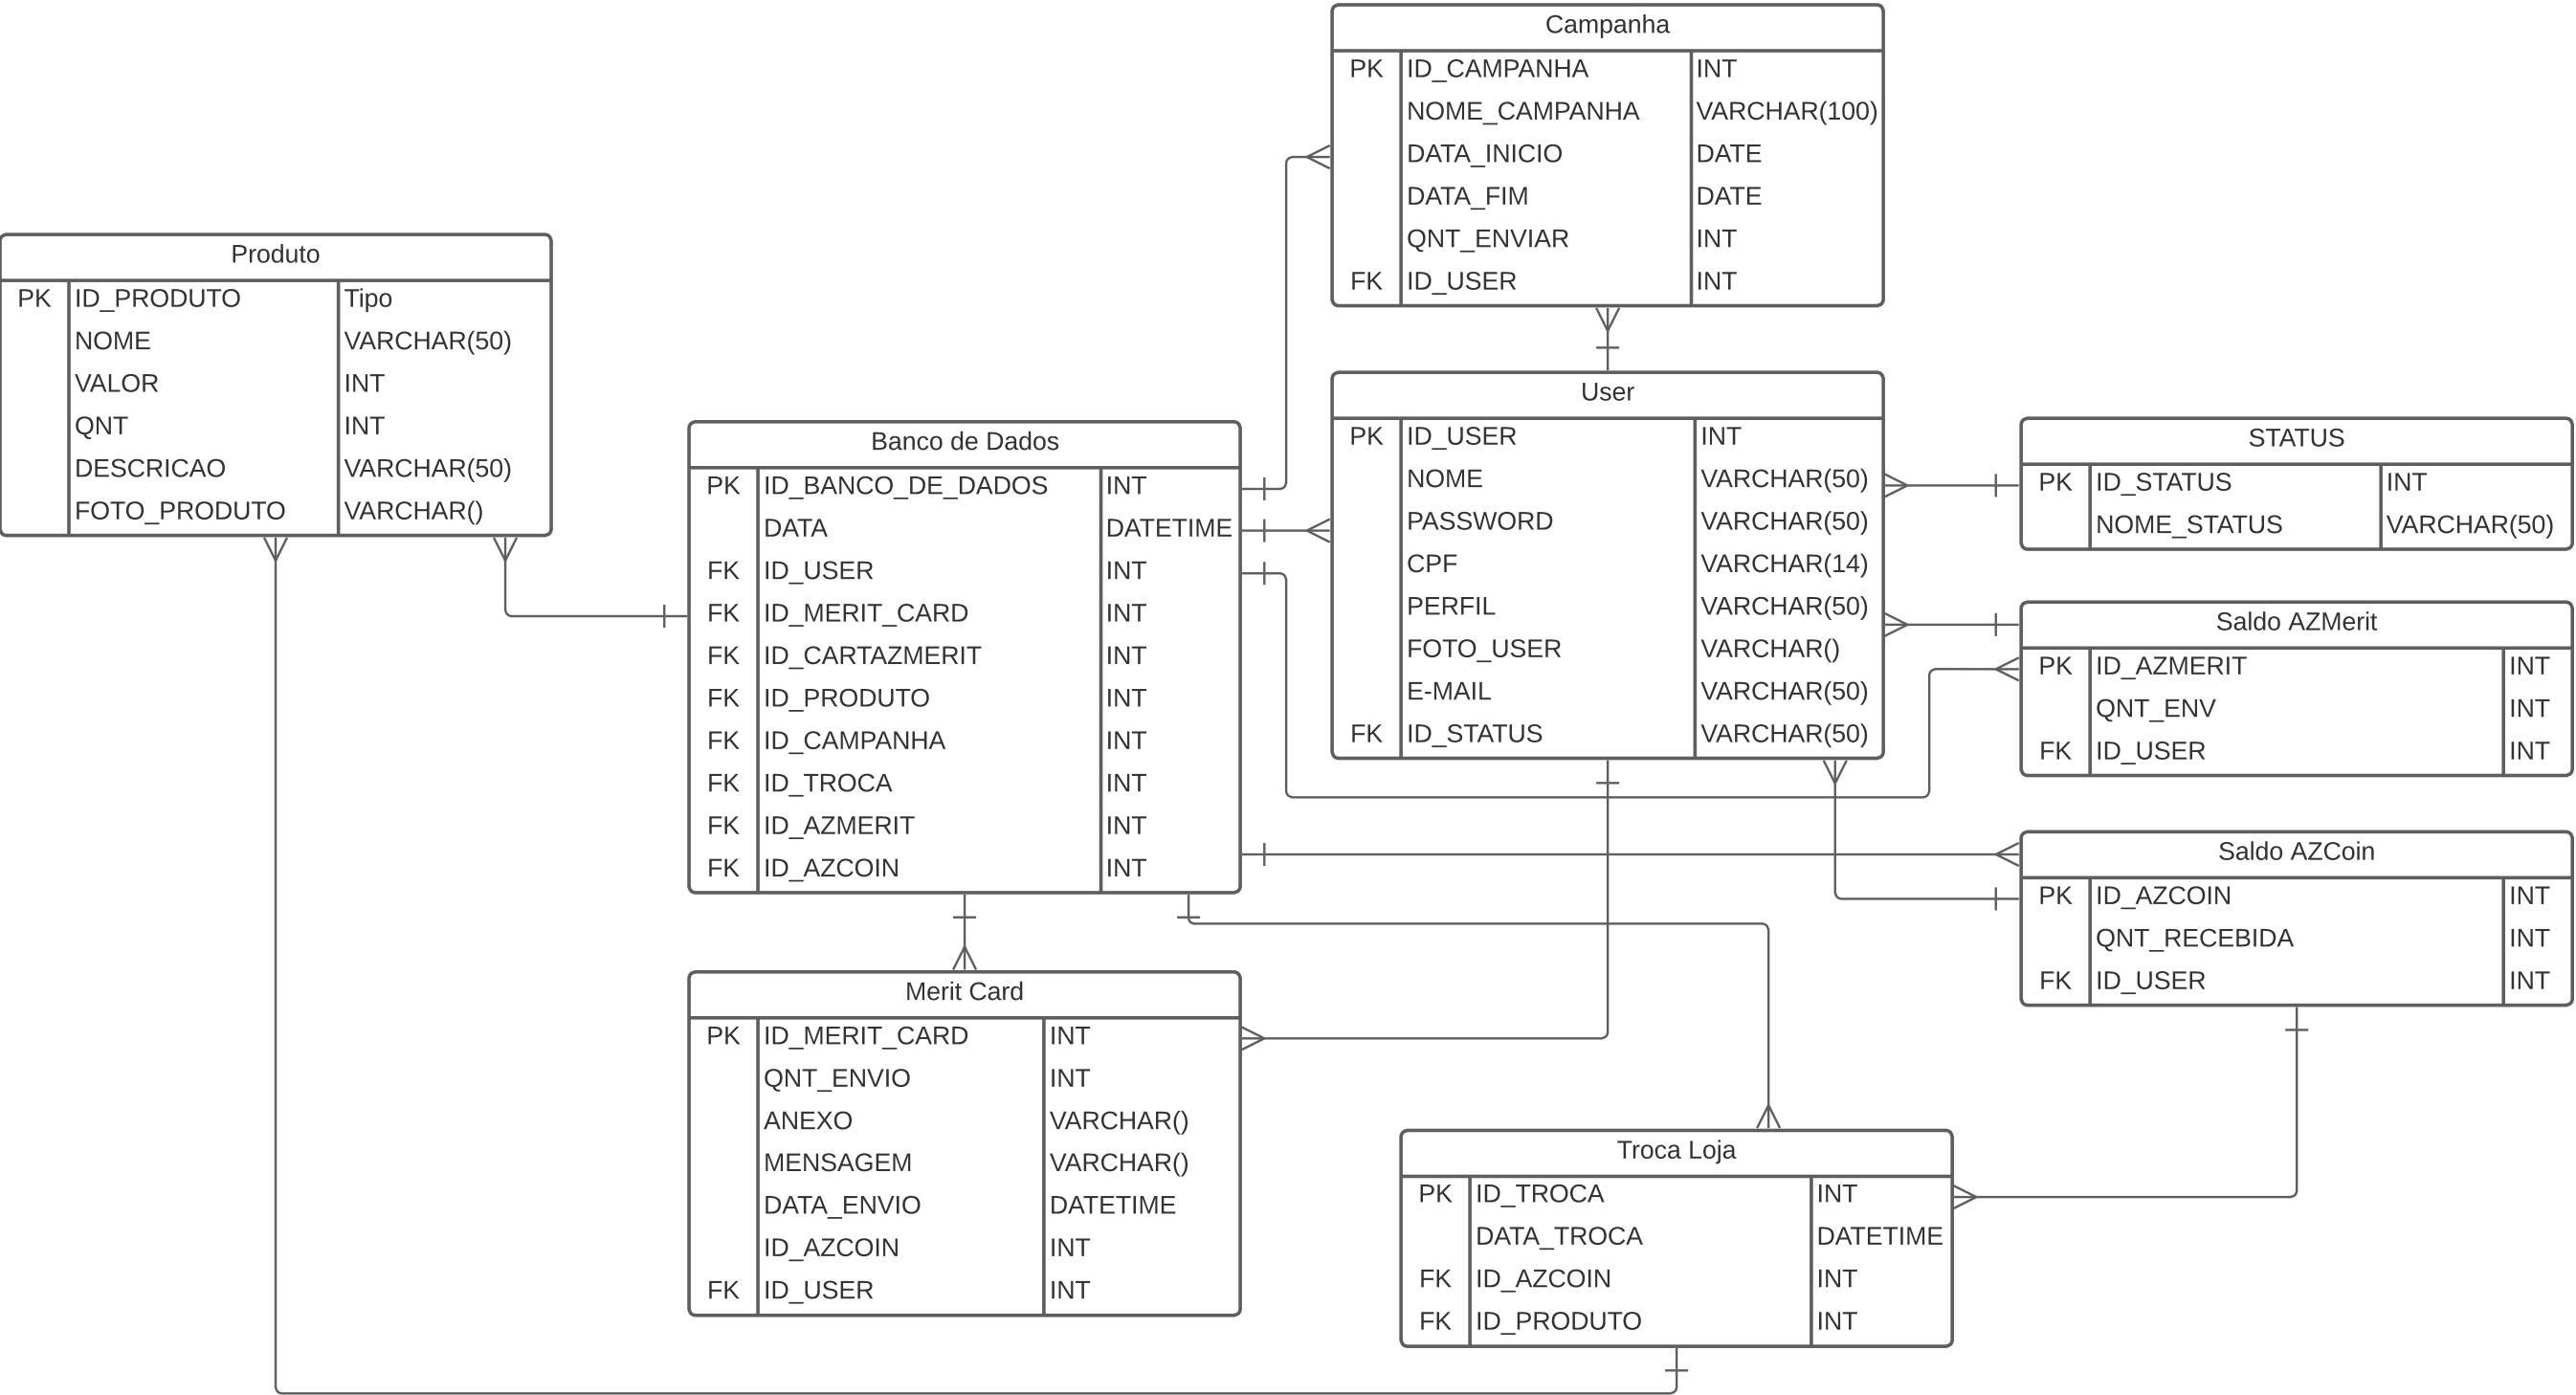 Campanha
PK ID_CAMPANHA INT
NOME_CAMPANHA VARCHAR(100)
DATA_INICIO DATE
DATA_FIM DATE
QNT_ENVIAR INT
FK ID_USER INT
Produto
PK ID_PRODUTO Tipo
NOME VARCHAR(50)
VALOR INT
QNT INT
DESCRICAO VARCHAR(50)
FOTO_PRODUTO VARCHAR()
Banco de Dados
PK ID_BANCO_DE_DADOS INT
DATA DATETIME
FK ID_USER INT
FK ID_MERIT_CARD INT
FK ID_CARTAZMERIT INT
FK ID_PRODUTO INT
FK ID_CAMPANHA INT
FK ID_TROCA INT
FK ID_AZMERIT INT
FK ID_AZCOIN INT
User
PK ID_USER INT
NOME VARCHAR(50)
PASSWORD VARCHAR(50)
CPF VARCHAR(14)
PERFIL VARCHAR(50)
FOTO_USER VARCHAR()
E-MAIL VARCHAR(50)
FK ID_STATUS VARCHAR(50)
STATUS
PK ID_STATUS INT
NOME_STATUS VARCHAR(50)
Saldo AZMerit
PK ID_AZMERIT INT
QNT_ENV INT
FK ID_USER INT
Saldo AZCoin
PK ID_AZCOIN INT
QNT_RECEBIDA INT
FK ID_USER INT
Merit Card
PK ID_MERIT_CARD INT
QNT_ENVIO INT
ANEXO VARCHAR()
MENSAGEM VARCHAR()
DATA_ENVIO DATETIME
ID_AZCOIN INT
FK ID_USER INT
Troca Loja
PK ID_TROCA INT
DATA_TROCA DATETIME
FK ID_AZCOIN INT
FK ID_PRODUTO INT